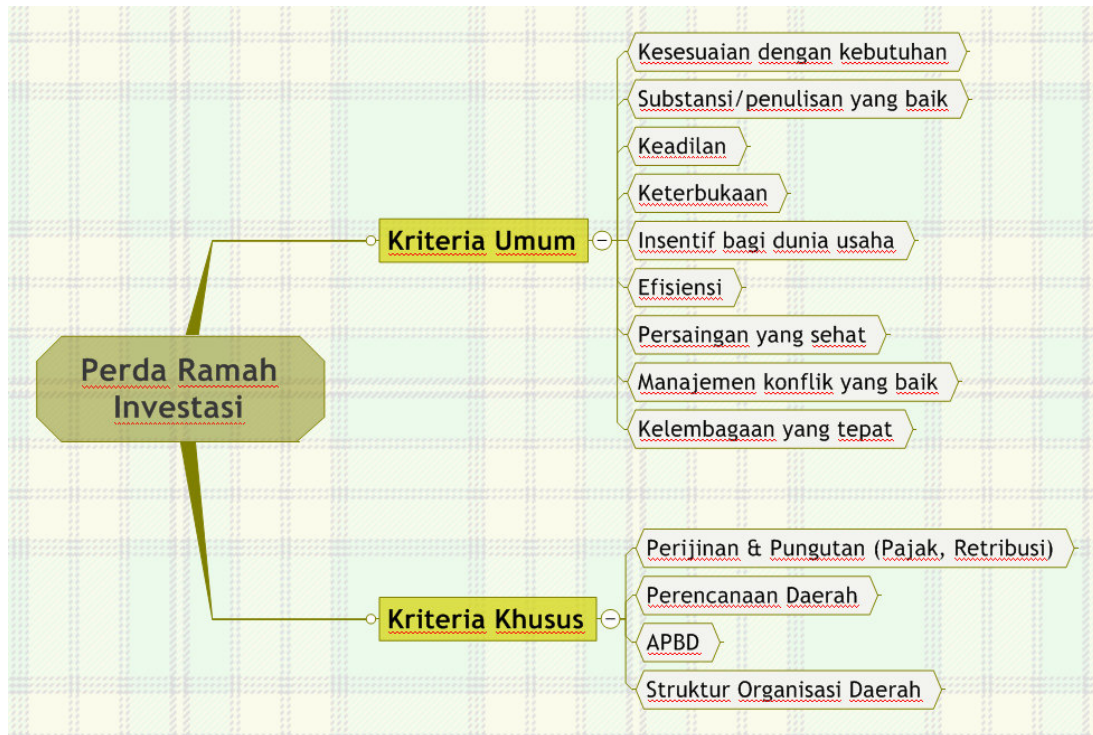 Perda Ramah
Investasi
Kriteria Umum
Kesesuaian dengan kebutuhan
Substansi/penulisan yang baik
Keadilan
Keterbukaan
Insentif bagi dunia usaha
Efisiensi
Persaingan yang sehat
Manajemen konflik yang baik
Kelembagaan yang tepat
Kriteria Khusus
Perijinan & Pungutan (Pajak, Retribusi)
Perencanaan Daerah
APBD
Struktur Organisasi Daerah